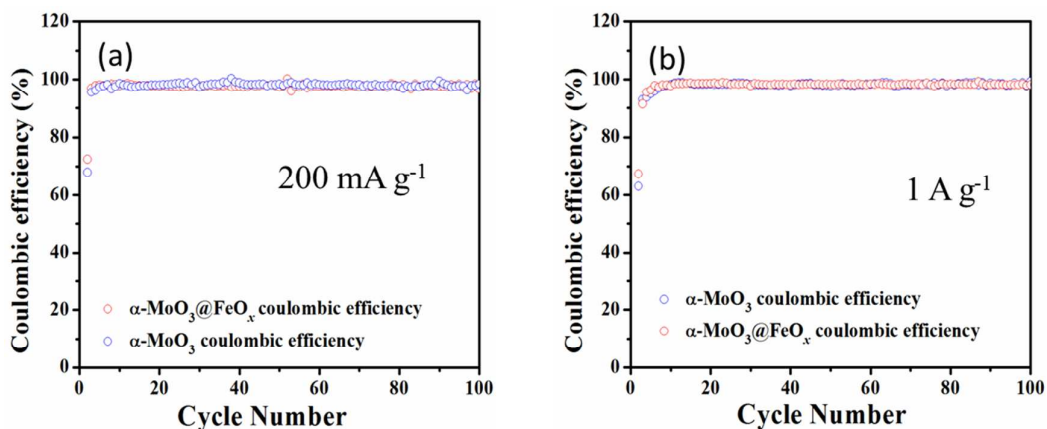 120
100
80
60
40
20
0
Coulombic efficiency (%)
(a)
200 mA g⁻¹
α-MoO₃@FeOₓ coulombic efficiency
α-MoO₃ coulombic efficiency
0 20 40 60 80 100
Cycle Number
120
100
80
60
40
20
0
Coulombic efficiency (%)
(b)
1 A g⁻¹
α-MoO₃ coulombic efficiency
α-MoO₃@FeOₓ coulombic efficiency
0 20 40 60 80 100
Cycle Number